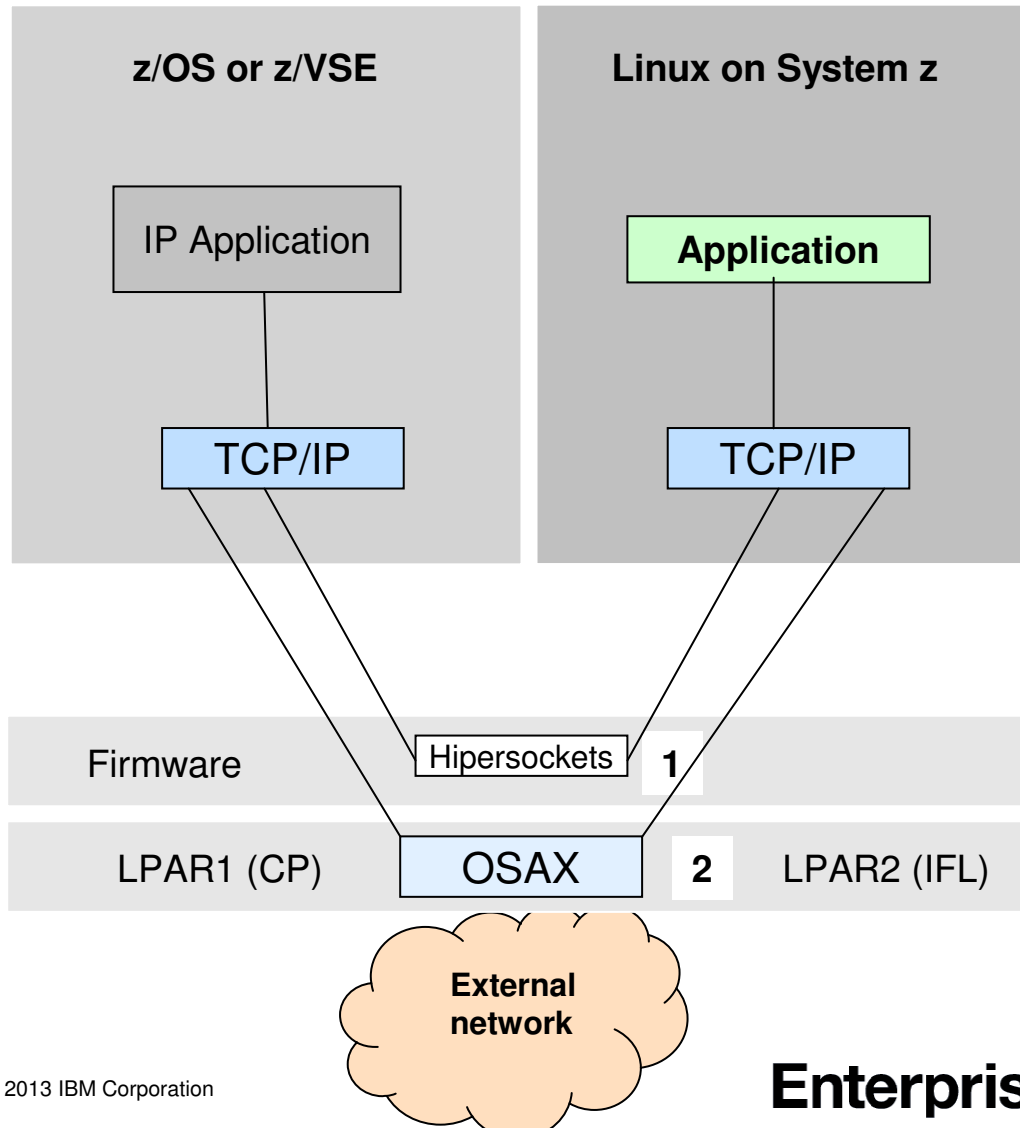 z/OS or z/VSE
Linux on System z
IP Application
Application
TCP/IP
TCP/IP
Firmware
Hipersockets
1
LPAR1 (CP)
OSAX
2
LPAR2 (IFL)
External
network
2013 IBM Corporation
Enterpris